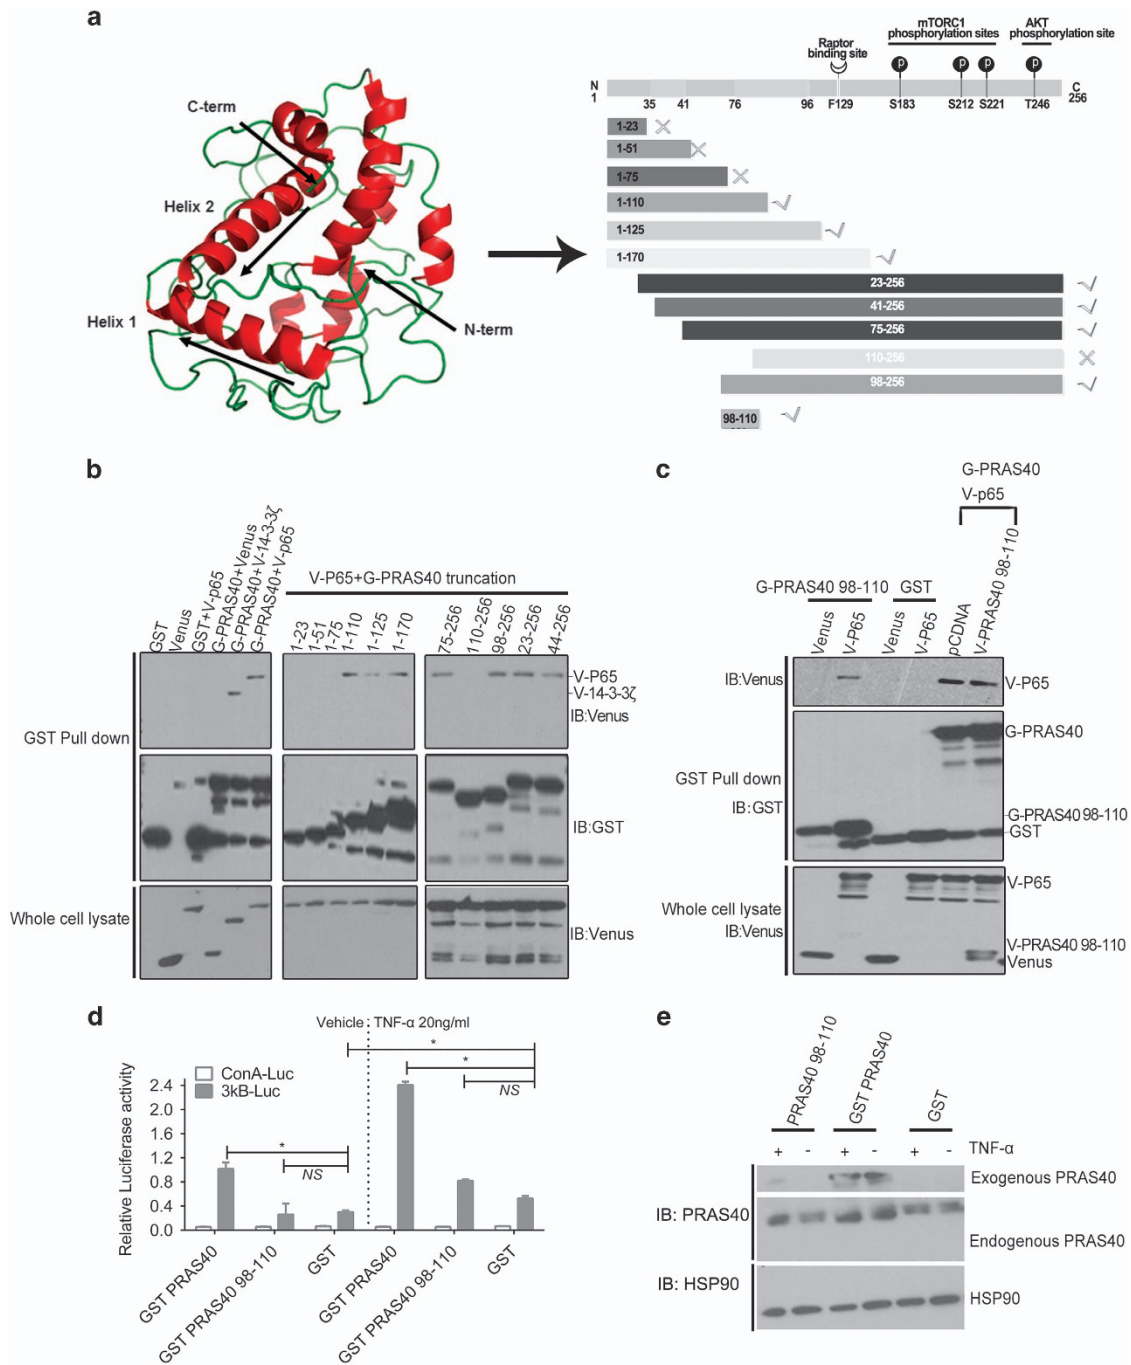 a
C-term
Helix 2
Helix 1
N-term
mTORC1
phosphorylation sites
AKT
phosphorylation site
Raptor
binding site
P P P P
N
1
C
256
35 41 76 96 F129 S183 S212 S221 T246
1-23
1-51
1-75
1-110
1-125
1-170
23-256
41-256
75-256
110-256
98-256
98-110
b
GST
Venus
GST+V-p65
G-PRAS40+Venus
G-PRAS40+V-14-3-3ζ
G-PRAS40+V-p65
V-P65+G-PRAS40 truncation
1-23
1-51
1-75
1-110
1-125
1-170
75-256
110-256
98-256
23-256
44-256
V-P65
V-14-3-3ζ
IB:Venus
GST Pull down
IB:GST
Whole cell lysate
IB:Venus
c
G-PRAS40
V-p65
G-PRAS40 98-110
GST
Venus
V-P65
Venus
V-P65
pCDNA
V-PRAS40 98-110
IB:Venus
V-P65
G-PRAS40
GST Pull down
IB:GST
G-PRAS40 98-110
GST
V-P65
Whole cell lysate
IB:Venus
V-PRAS40 98-110
Venus
d
Vehicle TNF-α 20ng/ml
*
*
NS
*
NS
ConA-Luc
3kB-Luc
Relative Luciferase activity
2.4
2.0
1.6
1.2
0.8
0.4
0.0
GST PRAS40
GST PRAS40 98-110
GST
GST PRAS40
GST PRAS40 98-110
GST
e
PRAS40 98-110
GST PRAS40
GST
+ - + - + - TNF-α
Exogenous PRAS40
IB: PRAS40
Endogenous PRAS40
IB: HSP90
HSP90